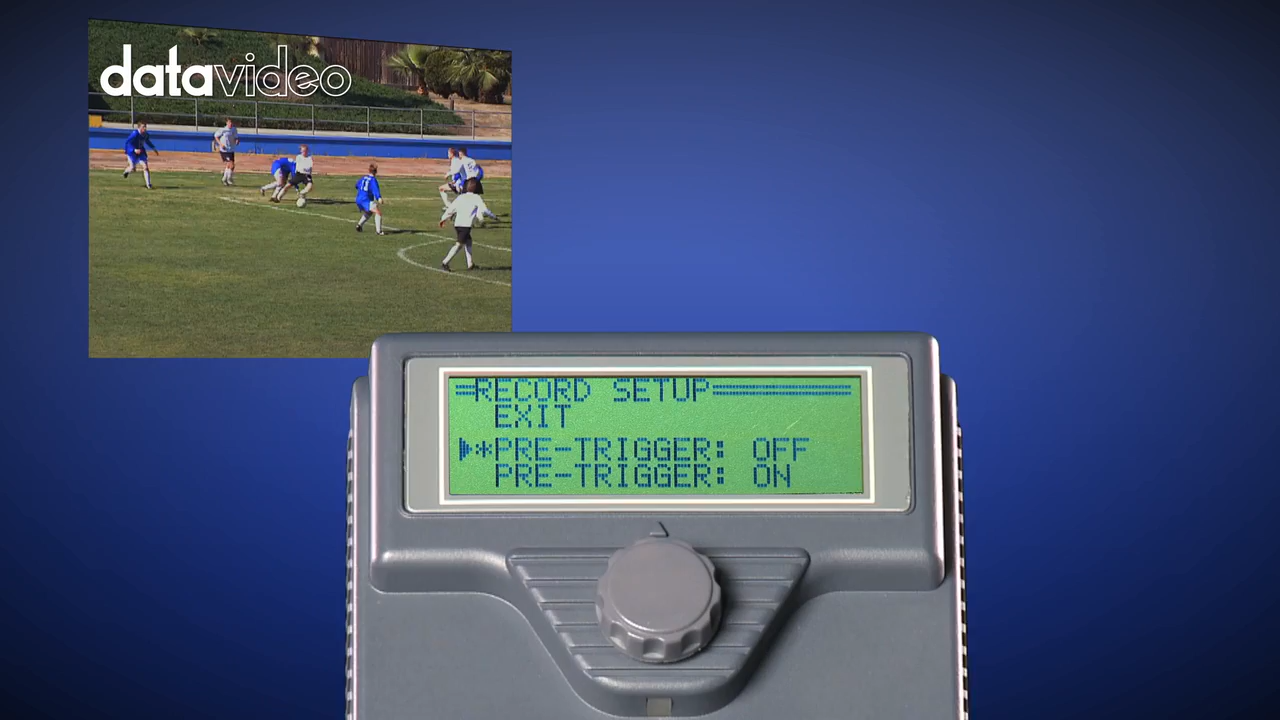 datavideo
=RECORD SETUP=======
EXIT
▶*PRE-TRIGGER: OFF
PRE-TRIGGER: ON